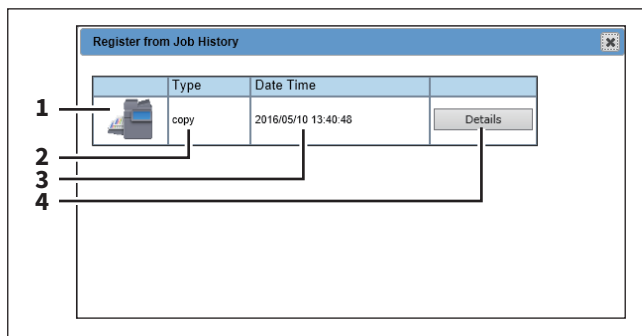 Register from Job History
Type Date Time
1
copy 2016/05/10 13:40:48 Details
2
3
4